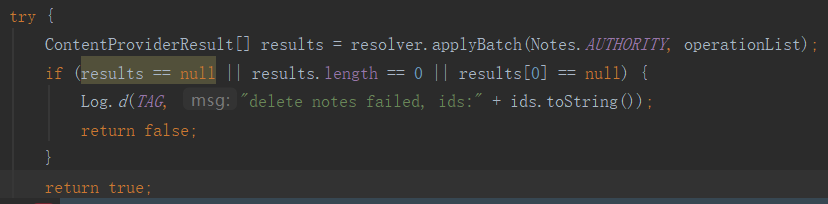 try {
ContentProviderResult[] results = resolver.applyBatch(Notes.AUTHORITY, operationList);
if (results == null || results.length == 0 || results[0] == null) {
Log.d(TAG, msg: "delete notes failed, ids:" + ids.toString());
return false;
}
return true;